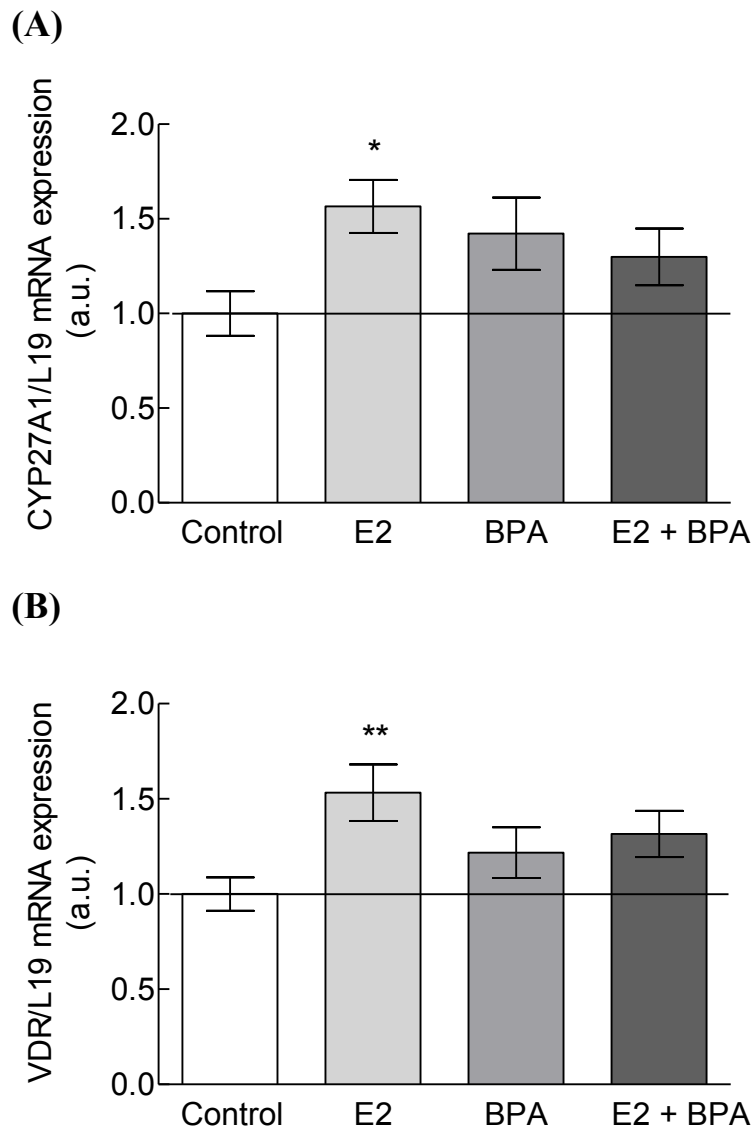 (A)
CYP27A1/L19 mRNA expression
(a.u.)
2.0
1.5
1.0
0.5
0.0
*
Control E2 BPA E2 + BPA
(B)
VDR/L19 mRNA expression
(a.u.)
2.0
1.5
1.0
0.5
0.0
**
Control E2 BPA E2 + BPA